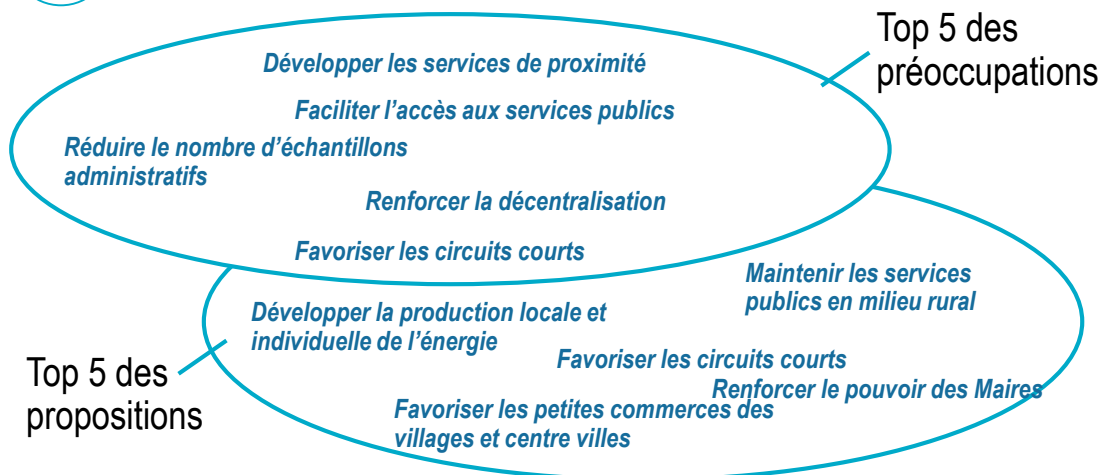 Top 5 des
préoccupations
Développer les services de proximité
Faciliter l’accès aux services publics
Réduire le nombre d’échantillons
administratifs
Renforcer la décentralisation
Favoriser les circuits courts
Maintenir les services
publics en milieu rural
Développer la production locale et
individuelle de l’énergie
Favoriser les circuits courts
Renforcer le pouvoir des Maires
Favoriser les petites commerces des
villages et centre villes
Top 5 des
propositions